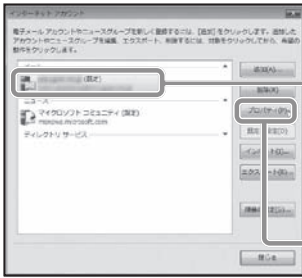 インターネット アカウント
電子メール アカウントやニュースグループを新しく登録するには、[追加] をクリックします。追加した
アカウントやニュースグループを編集、エクスポート、削除するには、対象をクリックしてから、希望の
動作をクリックします。
メール
(既定)
ニュース
マイクロソフト コミュニティ (既定)
msnews.microsoft.com
ディレクトリ サービス
追加(A)...
削除(R)
プロパティ(P)
閉じる